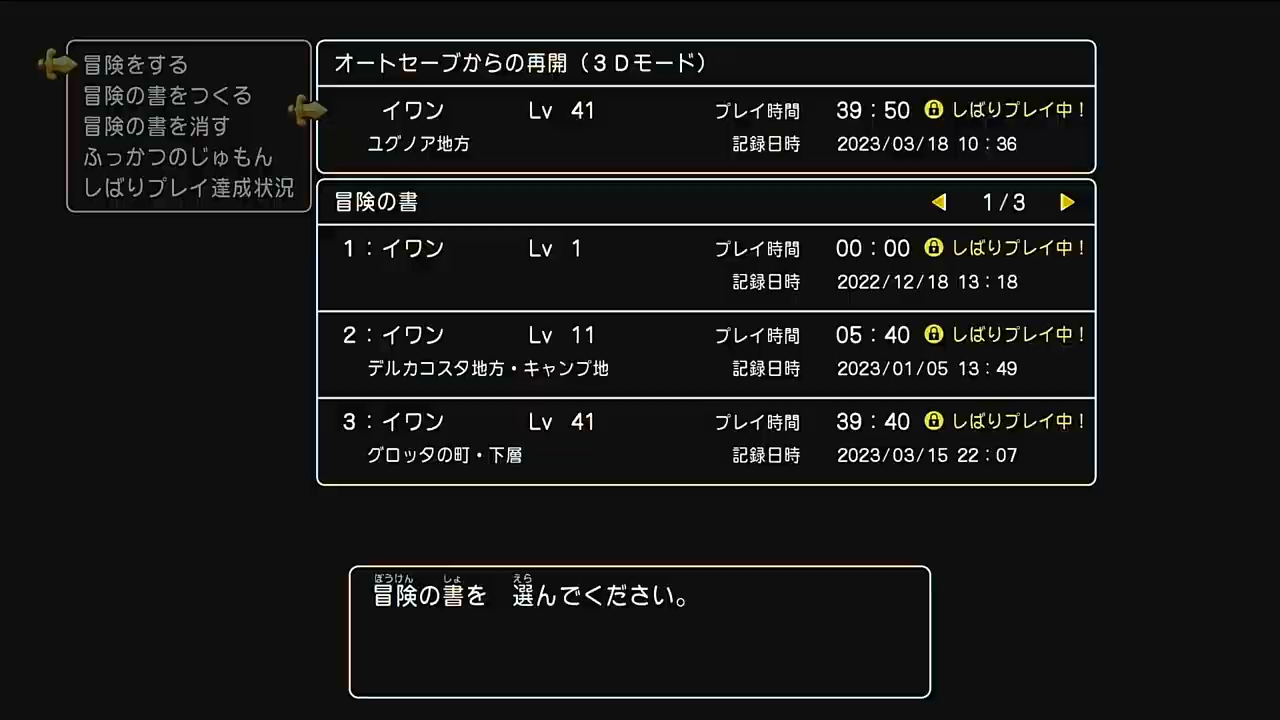 冒険をする
冒険の書をつくる
冒険の書を消す
ふっかつのじゅもん
しばりプレイ達成状況
オートセーブからの再開（３Ｄモード）
イワン Lv 41 プレイ時間 39：50 しばりプレイ中！
ユグノア地方 記録日時 2023/03/18 10：36
冒険の書 1/3
1：イワン Lv 1 プレイ時間 00：00 しばりプレイ中！
記録日時 2022/12/18 13：18
2：イワン Lv 11 プレイ時間 05：40 しばりプレイ中！
デルカコスタ地方・キャンプ地 記録日時 2023/01/05 13：49
3：イワン Lv 41 プレイ時間 39：40 しばりプレイ中！
グロッタの町・下層 記録日時 2023/03/15 22：07
ぼうけん しょ えら
冒険の書を 選んでください。